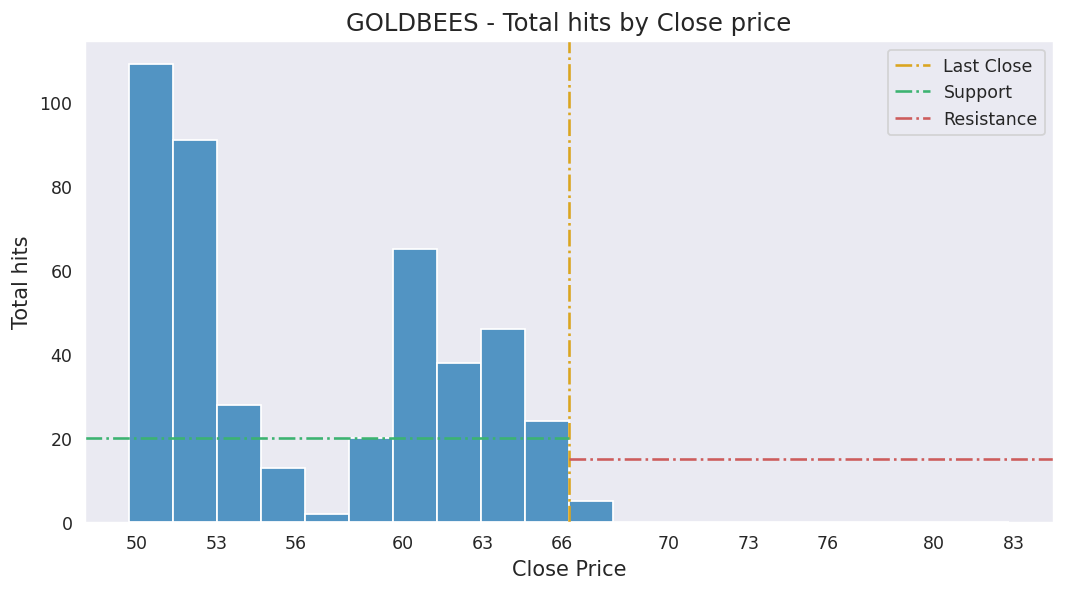 GOLDBEES - Total hits by Close price
Last Close
Support
Resistance
Total hits
100
80
60
40
20
0
50 53 56 60 63 66 70 73 76 80 83
Close Price